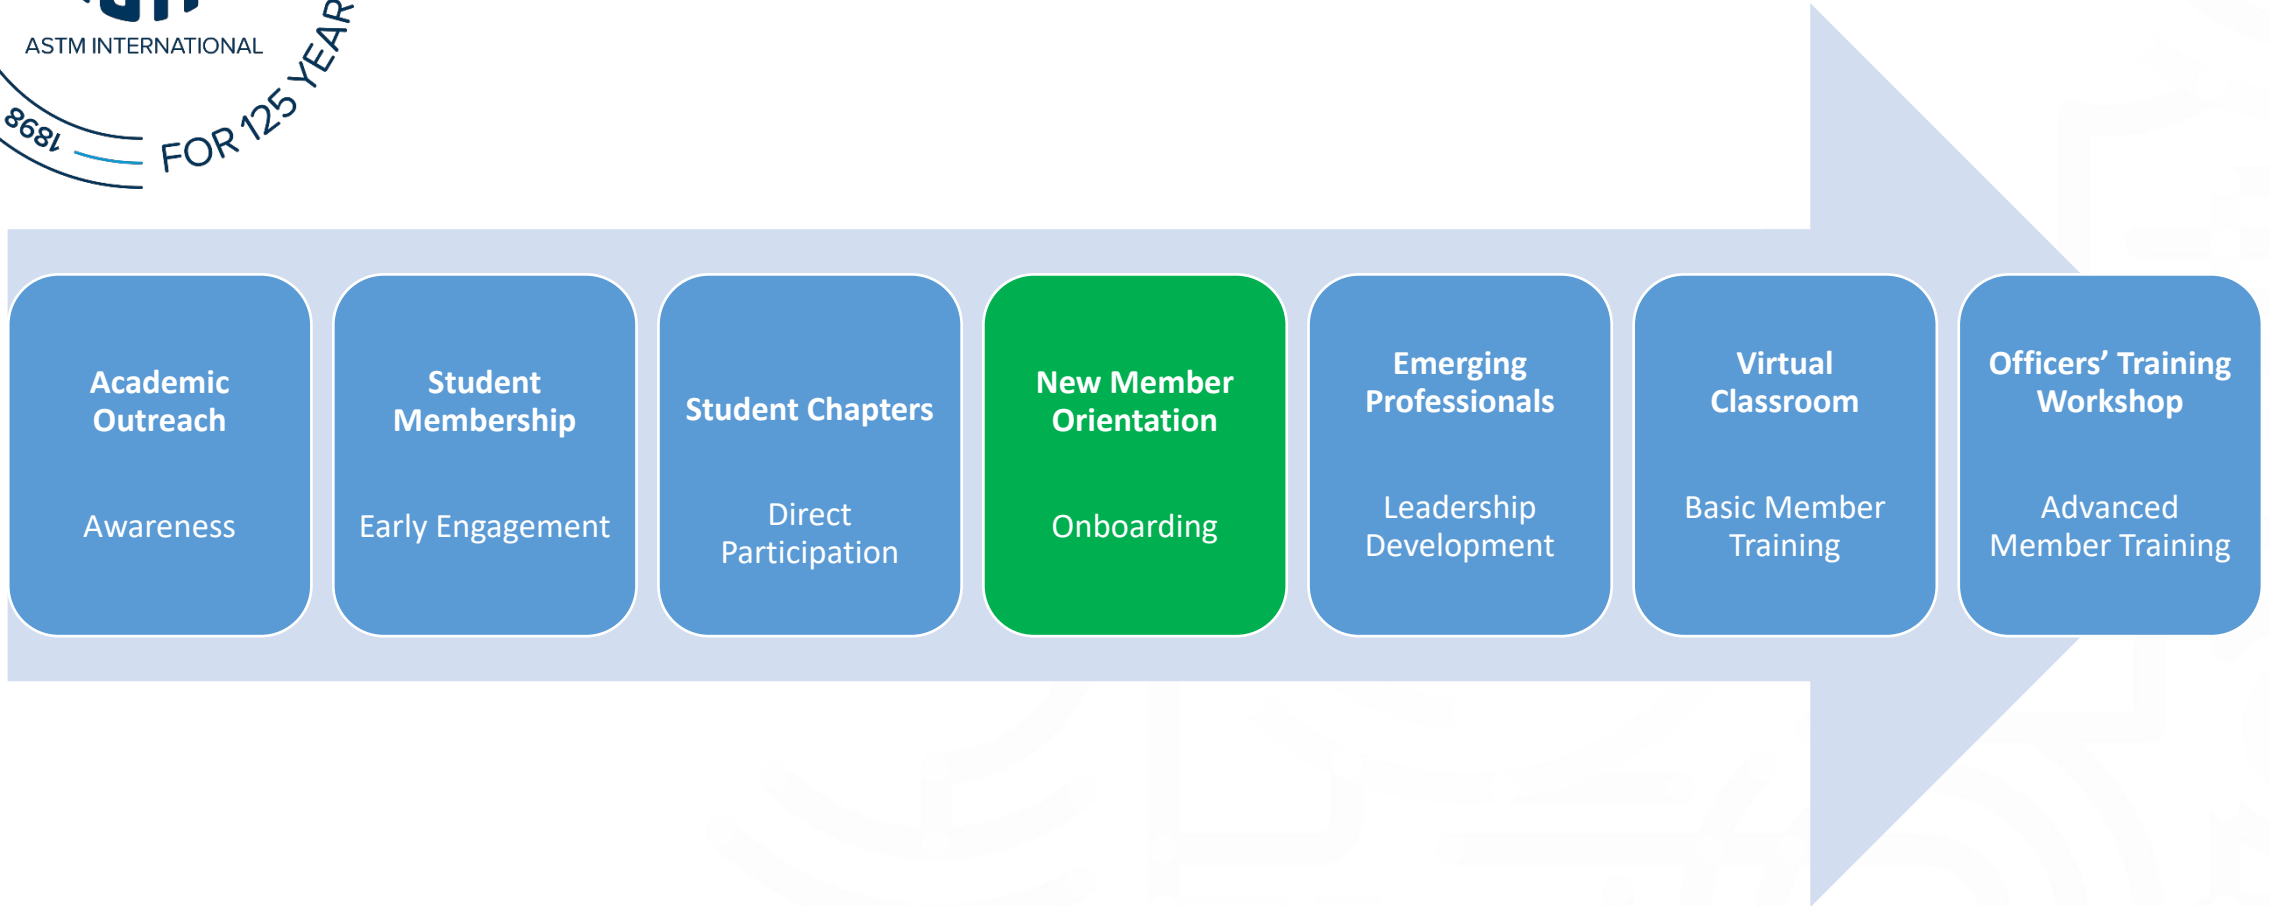 ASTM INTERNATIONAL
1898
FOR 125 YEAR
Academic
Outreach
Awareness
Student
Membership
Early Engagement
Student Chapters
Direct
Participation
New Member
Orientation
Onboarding
Emerging
Professionals
Leadership
Development
Virtual
Classroom
Basic Member
Training
Officers’ Training
Workshop
Advanced
Member Training